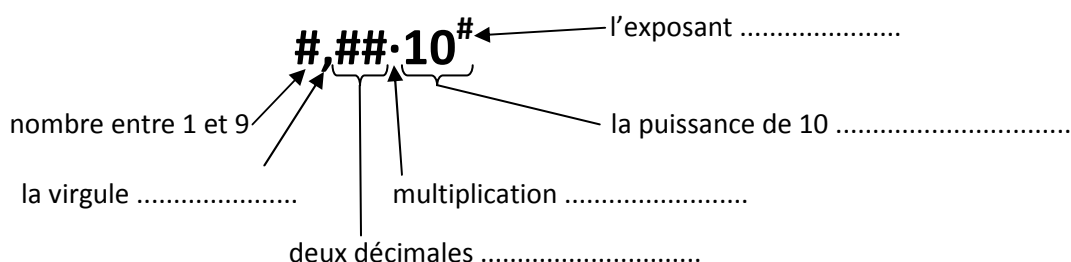 l'exposant ......................
#,##·10#
nombre entre 1 et 9
la puissance de 10 ................................
la virgule ......................
multiplication .........................
deux décimales ..............................